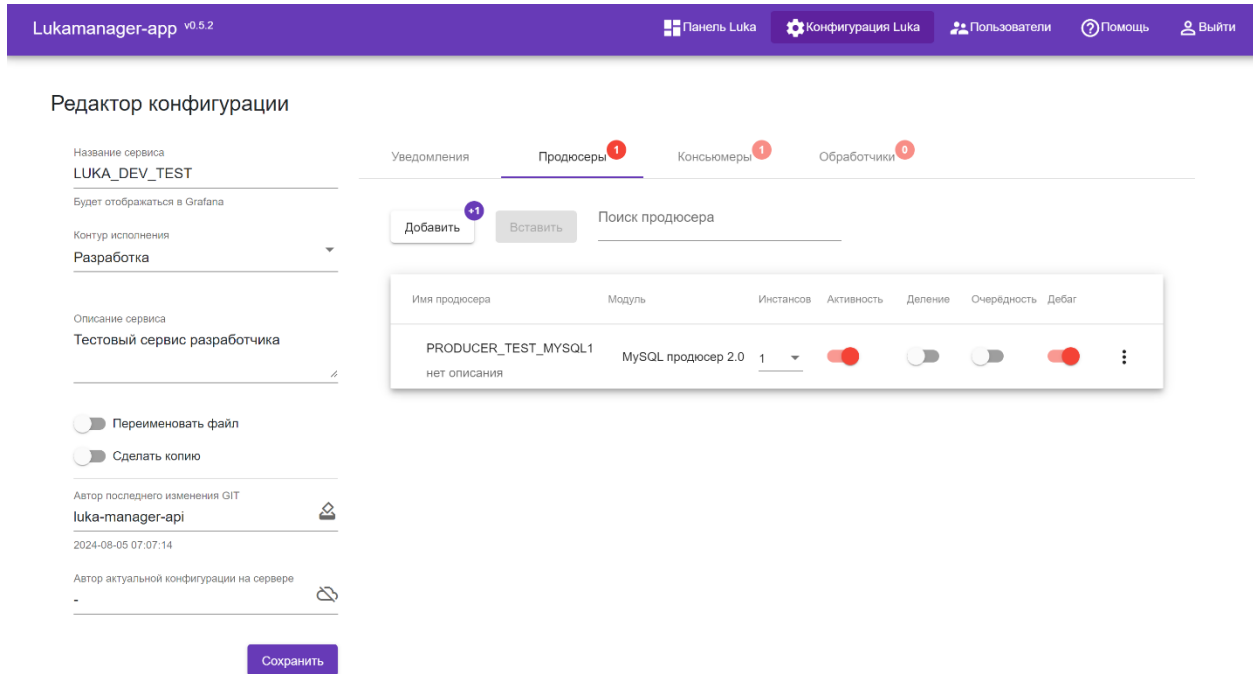 Lukamanager-app v0.5.2
Панель Luka
Конфигурация Luka
Пользователи
Помощь
Выйти
Редактор конфигурации
Название сервиса
LUKA_DEV_TEST
Будет отображаться в Grafana
Контур исполнения
Разработка
Описание сервиса
Тестовый сервис разработчика
Переименовать файл
Сделать копию
Автор последнего изменения GIT
luka-manager-api
2024-08-05 07:07:14
Автор актуальной конфигурации на сервере
-
Сохранить
Уведомления
Продюсеры 1
Консьюмеры 1
Обработчики 0
Добавить +1
Вставить
Поиск продюсера
Имя продюсера Модуль Инстансов Активность Деление Очерёдность Дебаг
PRODUCER_TEST_MYSQL1
нет описания
MySQL продюсер 2.0
1